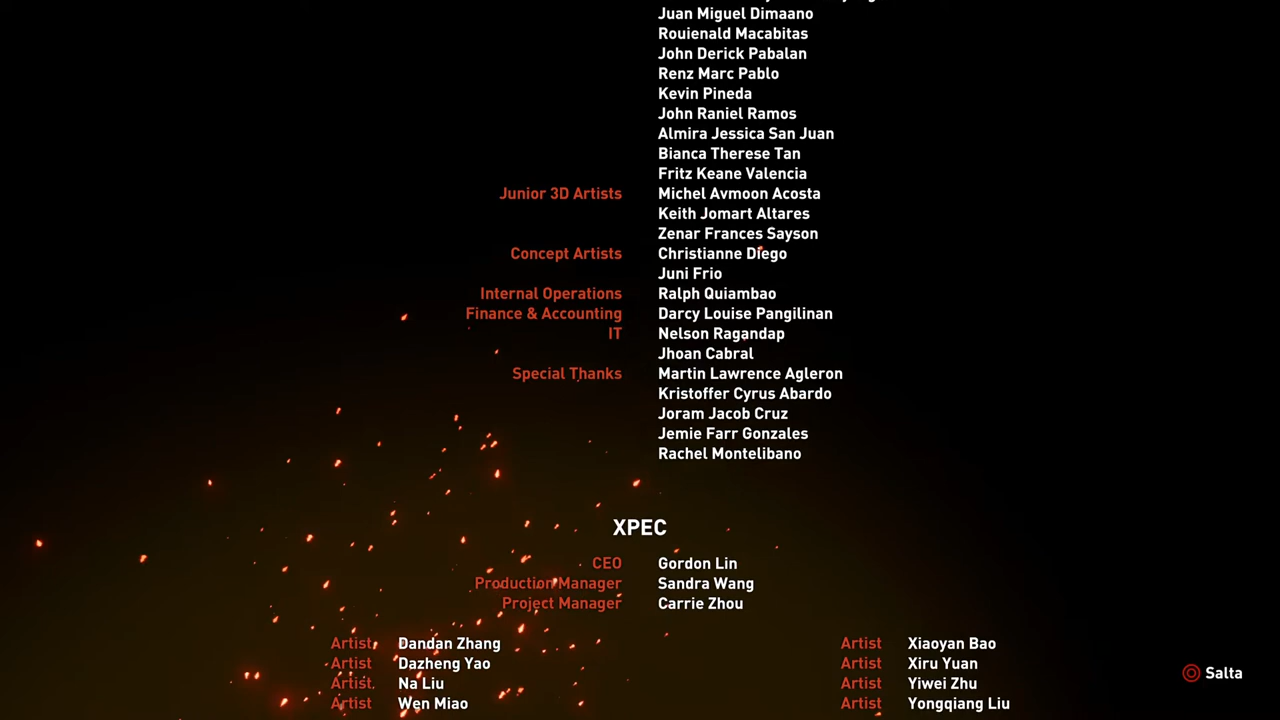 Juan Miguel Dimaano
Rouienald Macabitas
John Derick Pabalan
Renz Marc Pablo
Kevin Pineda
John Raniel Ramos
Almira Jessica San Juan
Bianca Therese Tan
Fritz Keane Valencia
Junior 3D Artists Michel Avmoon Acosta
Keith Jomart Altares
Zenar Frances Sayson
Concept Artists Christianne Diego
Juni Frio
Internal Operations Ralph Quiambao
Finance & Accounting Darcy Louise Pangilinan
IT Nelson Ragandap
Jhoan Cabral
Special Thanks Martin Lawrence Agleron
Kristoffer Cyrus Abardo
Joram Jacob Cruz
Jemie Farr Gonzales
Rachel Montelibano
XPEC
CEO Gordon Lin
Production Manager Sandra Wang
Project Manager Carrie Zhou
Artist Dandan Zhang Artist Xiaoyan Bao
Artist Dazheng Yao Artist Xiru Yuan
Artist Na Liu Artist Yiwei Zhu
Artist Wen Miao Artist Yongqiang Liu
Salta